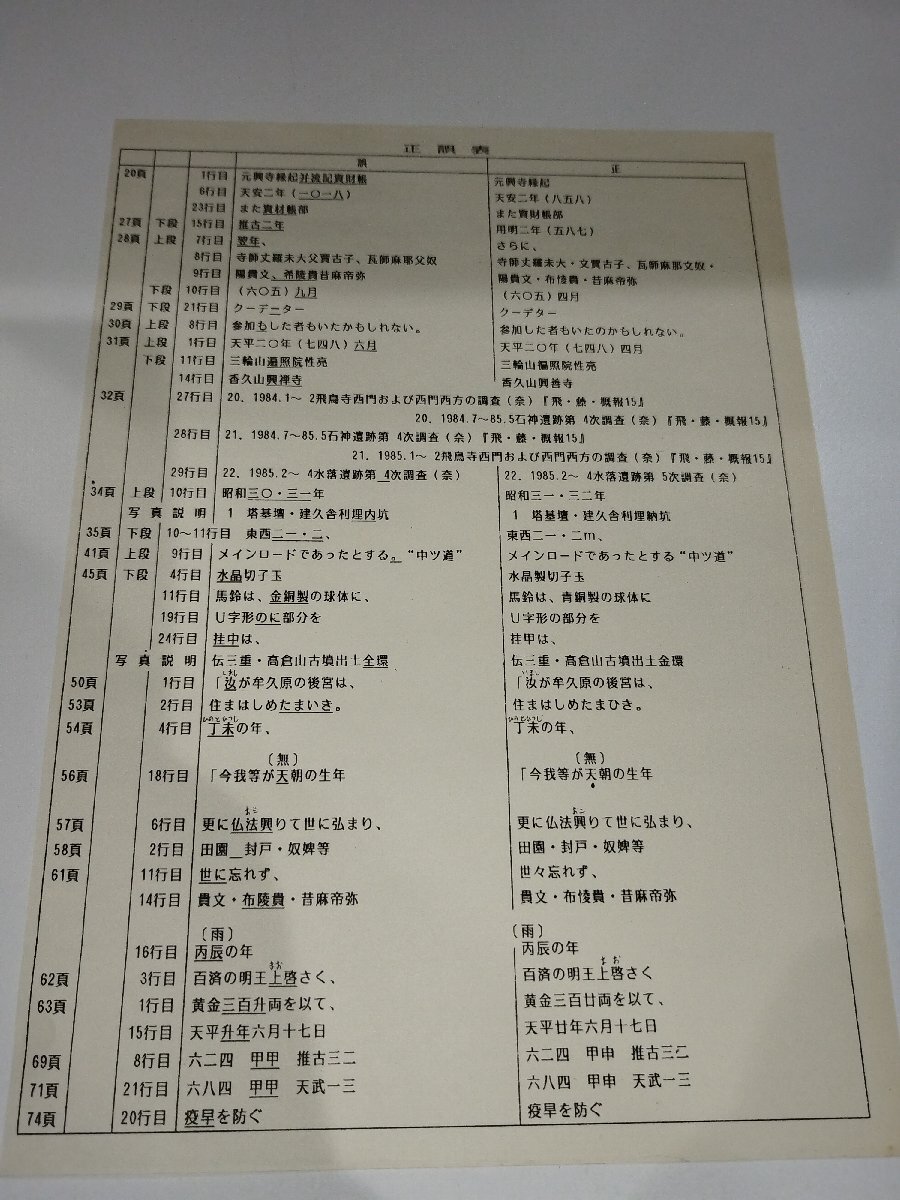 正誤表
誤 正
20頁 1行目 元興寺縁起并流記資財帳 元興寺縁起
6行目 天安二年（一〇一八） 天安二年（八五八）
23行目 また資材帳部 また資財帳部
27頁 下段 15行目 推古二年 用明二年（五八七）
28頁 上段 7行目 翌年、 さらに、
8行目 寺師丈羅未大父賈古子、瓦師麻耶父奴 寺師丈羅未大・文賈古子、瓦師麻耶文奴・
9行目 陽貴文、希陵貴昔麻帝弥 陽貴文・布陵貴・昔麻帝弥
下段 10行目 （六〇五）九月 （六〇五）四月
29頁 下段 21行目 クーデニター クーデター
30頁 上段 8行目 参加もした者もいたかもしれない。 参加した者もいたのかもしれない。
31頁 上段 1行目 天平二〇年（七四八）六月 天平二〇年（七四八）四月
下段 11行目 三輪山遍照院性亮 三輪山徧照院性亮
14行目 香久山興禅寺 香久山興善寺
32頁 27行目 20．1984.1～ 2飛鳥寺西門および西門西方の調査（奈）『飛・藤・概報15』
20．1984.7～85.5石神遺跡第 4次調査（奈）『飛・藤・概報15』
28行目 21．1984.7～85.5石神遺跡第 4次調査（奈）『飛・藤・概報15』
21．1985.1～ 2飛鳥寺西門および西門西方の調査（奈）『飛・藤・概報15』
29行目 22．1985.2～ 4水落遺跡第 4次調査（奈） 22．1985.2～ 4水落遺跡第 5次調査（奈）
34頁 上段 10行目 昭和三〇・三一年 昭和三一・三二年
写真説明 1 塔基壇・建久舎利埋内坑 1 塔基壇・建久舎利埋納坑
35頁 下段 10～11行目 東西二一・二、 東西二一・二m、
41頁 上段 9行目 メインロードであったとする。“中ツ道” メインロードであったとする“中ツ道”
45頁 下段 4行目 水晶切子玉 水晶製切子玉
11行目 馬鈴は、金銅製の球体に、 馬鈴は、青銅製の球体に
19行目 U字形のに部分を U字形の部分を
24行目 挂中は、 挂甲は、
写真説明 伝三重・高倉山古墳出土全環 伝三重・高倉山古墳出土金環
50頁 1行目 「汝が牟久原の後宮は、 「汝が牟久原の後宮は、
53頁 2行目 住まはしめたまいき。 住まはしめたまひき。
54頁 4行目 丁未の年、 丁未の年、
（無） （無）
56頁 18行目 「今我等が天朝の生年 「今我等が天朝の生年
57頁 6行目 更に仏法興りて世に弘まり、 更に仏法興りて世に弘まり、
58頁 2行目 田園 封戸・奴婢等 田園・封戸・奴婢等
61頁 11行目 世に忘れず、 世々忘れず、
14行目 貴文・布陵貴・昔麻帝弥 貴文・布悽貴・昔麻帝弥
（雨） （雨）
16行目 丙辰の年 丙辰の年
62頁 3行目 百済の明王上啓さく、 百済の明王上啓さく
63頁 1行目 黄金三百升両を以て、 黄金三百廿両を以て、
15行目 天平升年六月十七日 天平廿年六月十七日
69頁 8行目 六二四 甲甲 推古三二 六二四 甲申 推古三二
71頁 21行目 六八四 甲甲 天武一三 六八四 甲申 天武一三
74頁 20行目 疫早を防ぐ 疫旱を防ぐ